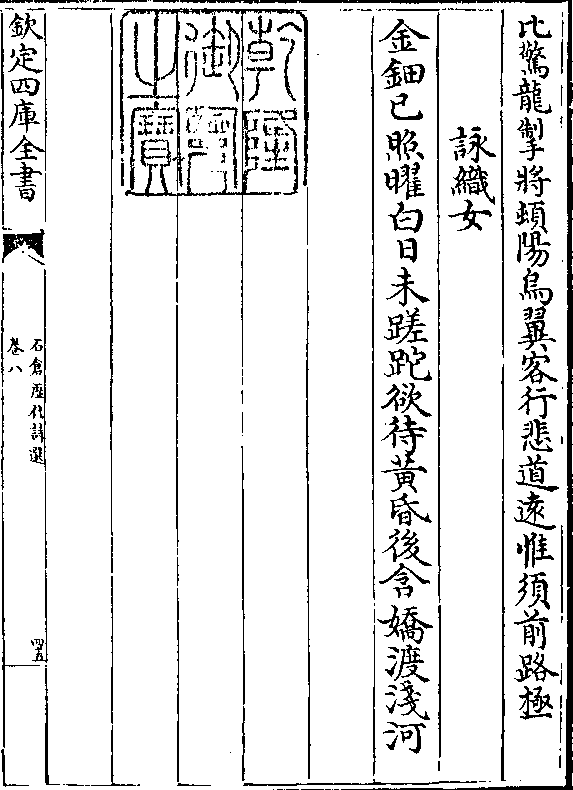 比驚龍掣將頓陽烏翼客行悲道遠惟須前路極
詠織女
金鈿已照曜白日未蹉跎欲待黃昏後含嬌渡淺河
乾隆御覽之寶
欽定四庫全書
石倉歷代詩選
卷八
四五